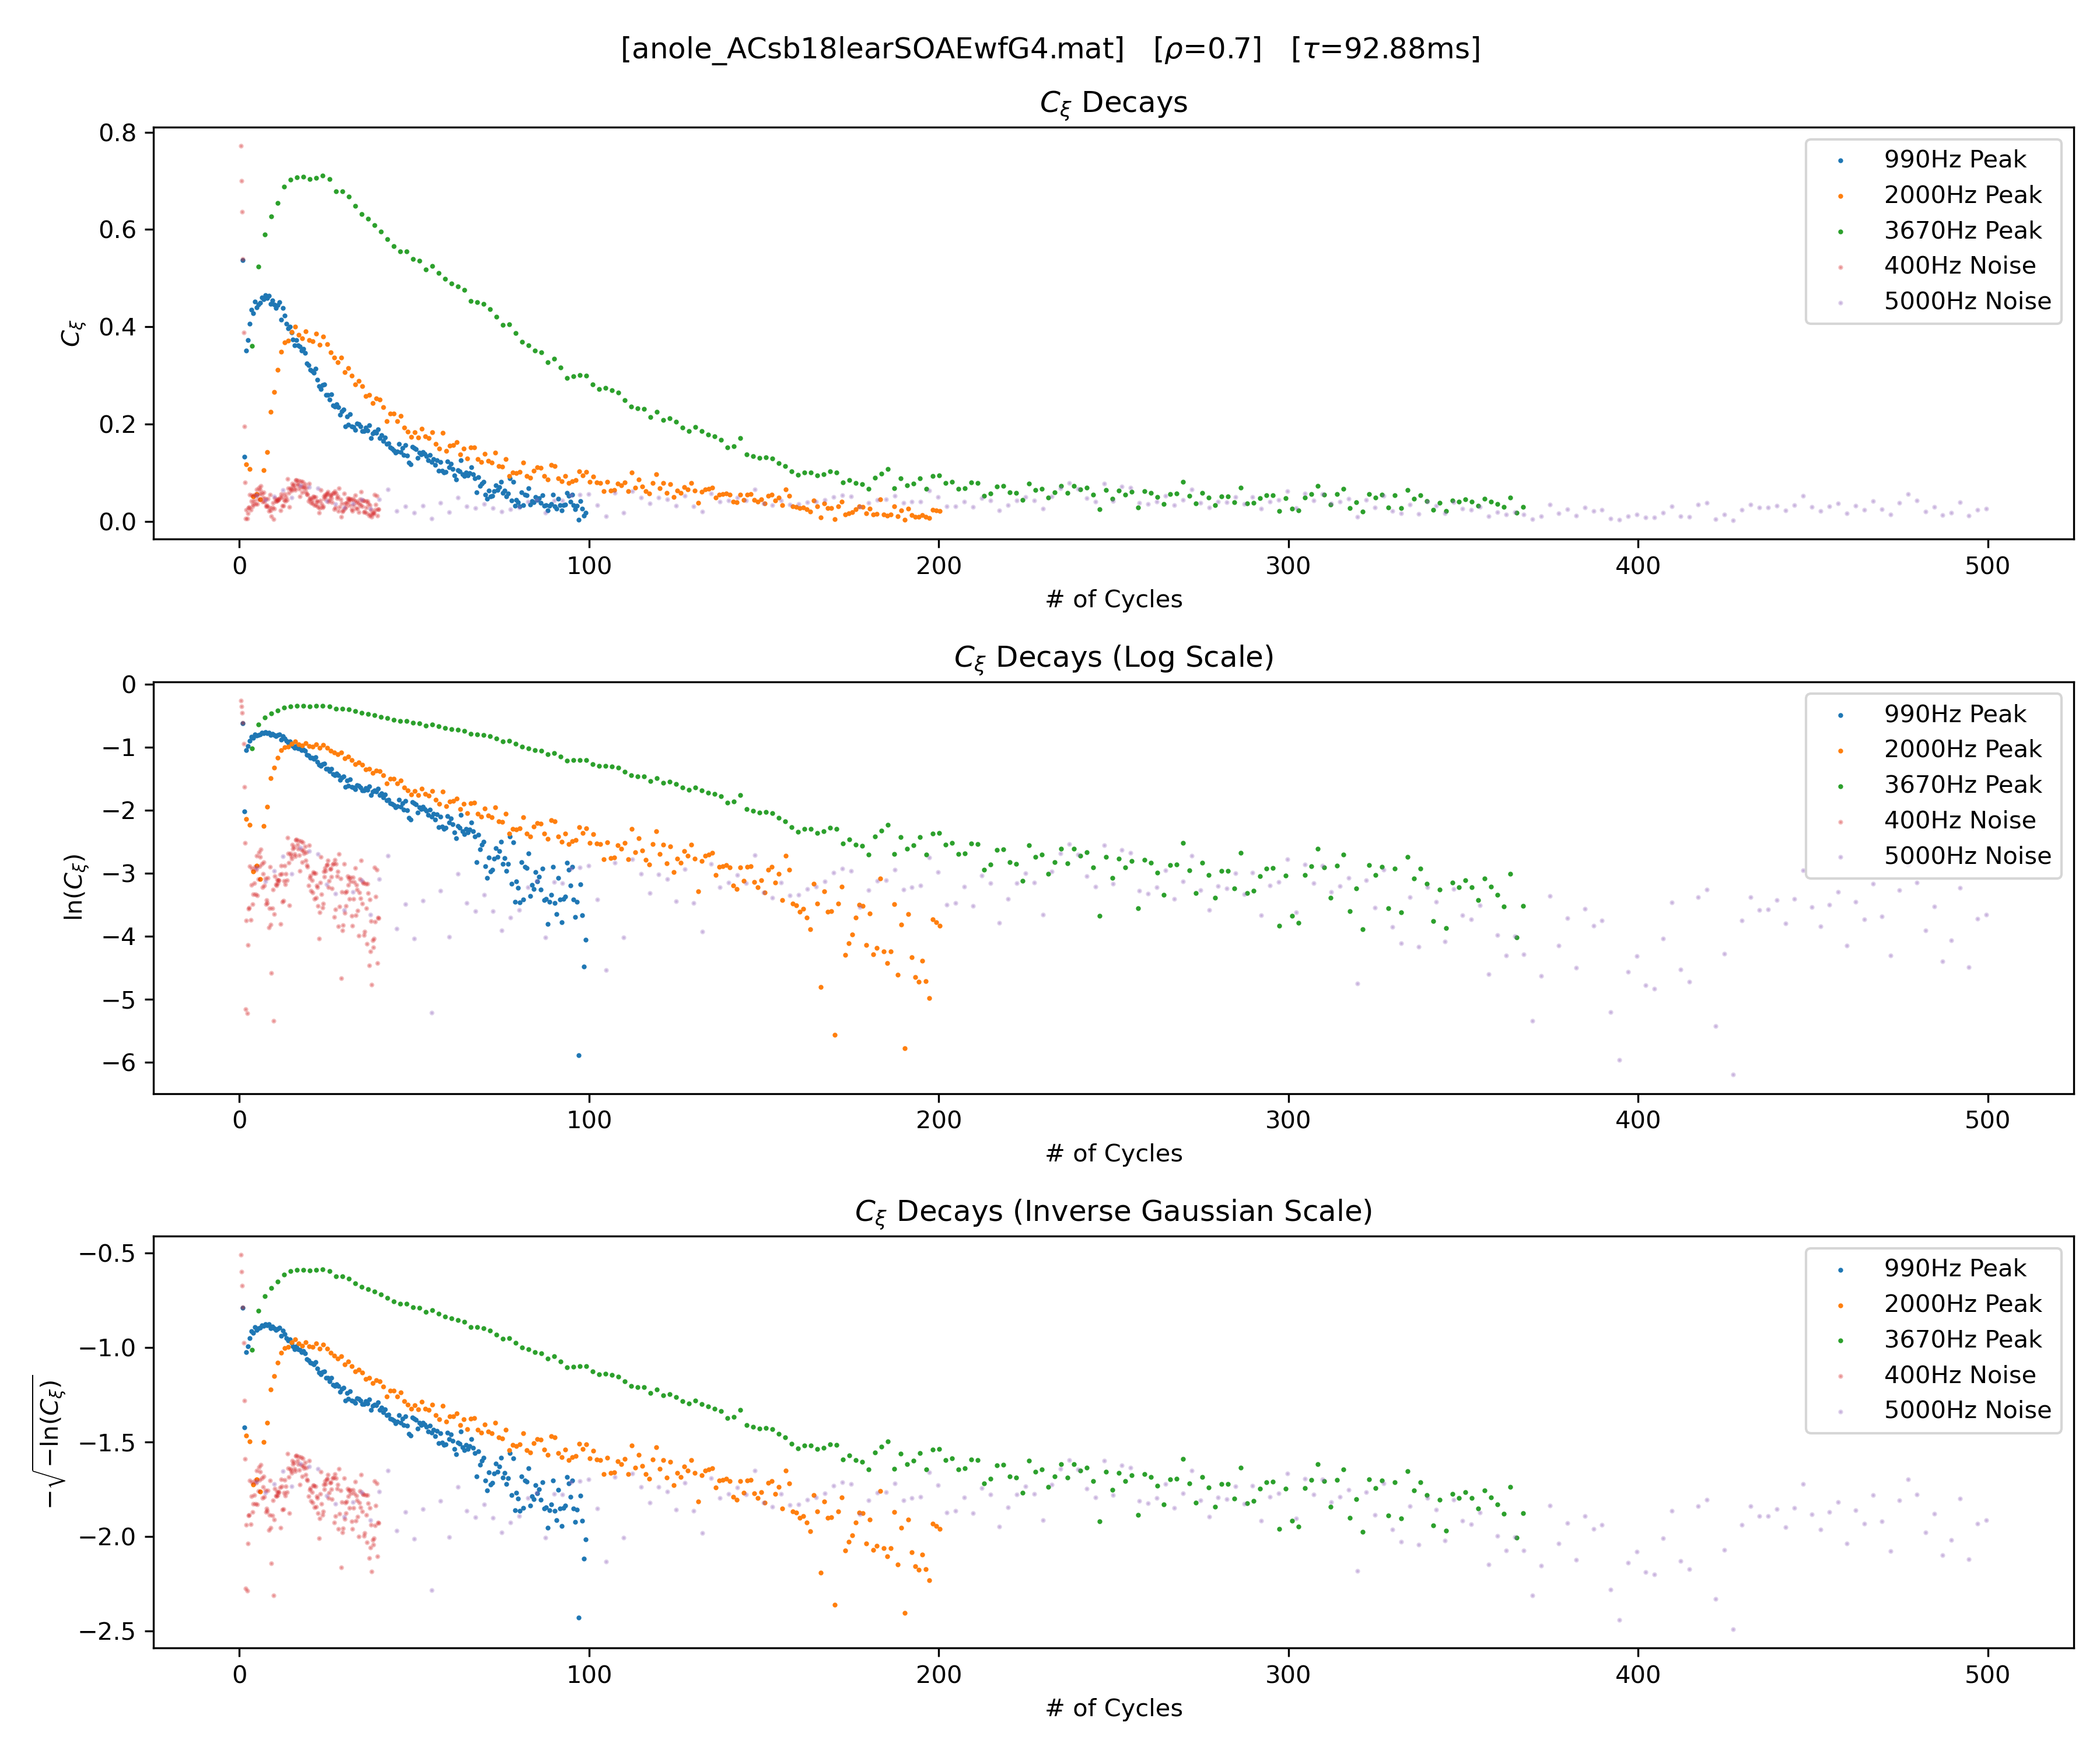 [anole_ACsb18learSOAEwfG4.mat] [ρ=0.7] [τ=92.88ms]
C_ξ Decays
0.8
0.6
0.4
0.2
0.0
C_ξ
990Hz Peak
2000Hz Peak
3670Hz Peak
400Hz Noise
5000Hz Noise
0 100 200 300 400 500
# of Cycles
C_ξ Decays (Log Scale)
0
−1
−2
−3
−4
−5
−6
ln(C_ξ)
990Hz Peak
2000Hz Peak
3670Hz Peak
400Hz Noise
5000Hz Noise
0 100 200 300 400 500
# of Cycles
C_ξ Decays (Inverse Gaussian Scale)
−0.5
−1.0
−1.5
−2.0
−2.5
−√−ln(C_ξ)
990Hz Peak
2000Hz Peak
3670Hz Peak
400Hz Noise
5000Hz Noise
0 100 200 300 400 500
# of Cycles